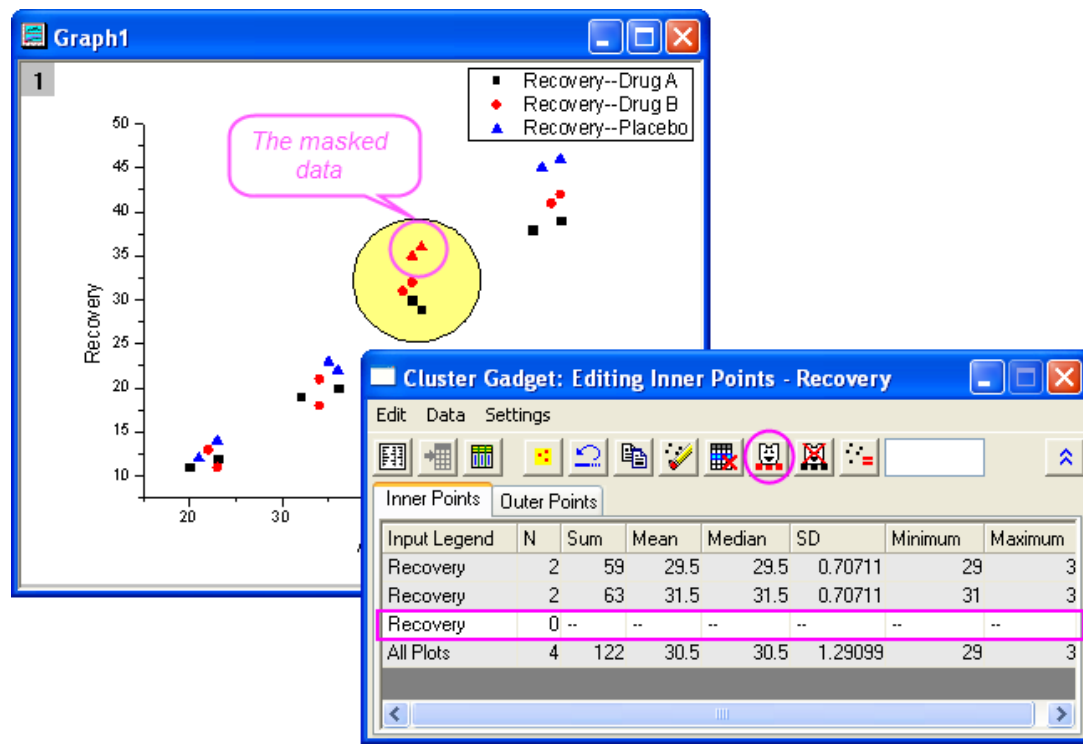 Graph1
1
Recovery--Drug A
Recovery--Drug B
Recovery--Placebo
The masked
data
50
45
40
35
30
25
20
15
10
Recovery
20
30
Cluster Gadget: Editing Inner Points - Recovery
Edit Data Settings
Inner Points Outer Points
Input Legend N Sum Mean Median SD Minimum Maximum
Recovery 2 59 29.5 29.5 0.70711 29 3
Recovery 2 63 31.5 31.5 0.70711 31 3
Recovery 0 -- -- -- -- -- --
All Plots 4 122 30.5 30.5 1.29099 29 3